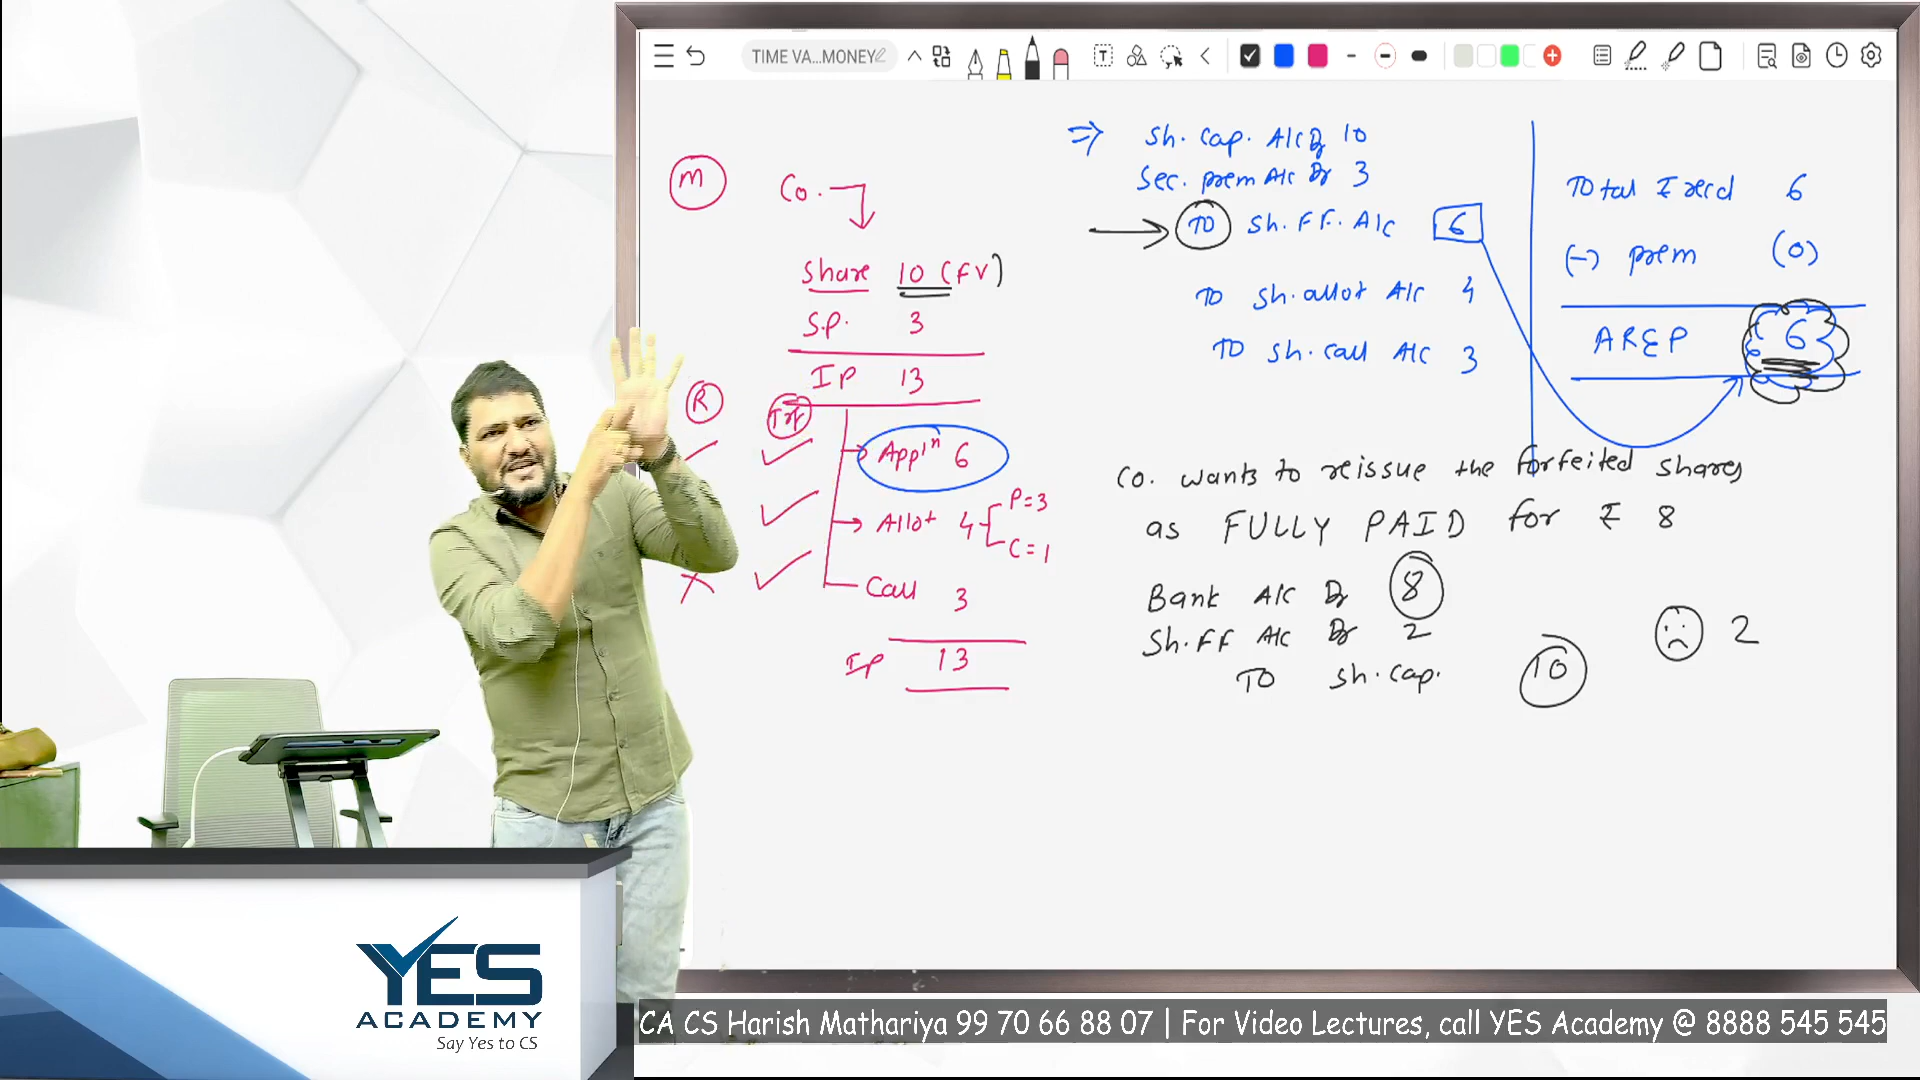 TIME VA...MONEY
M
Co.
Share 10 (FV)
S.P. 3
IP 13
R
Trf
Appln 6
Allot 4
P=3
C=1
Call 3
IP 13
⇒ Sh. Cap. A/c Dr 10
Sec. prem A/c Dr 3
TO Sh. FF. A/c 6
TO Sh. allot A/c 4
TO Sh. call A/c 3
Total ₹ recd 6
(-) prem (0)
AREP 6
Co. wants to reissue the forfeited shares
as FULLY PAID for ₹ 8
Bank A/c Dr 8
Sh. FF A/c Dr 2
TO Sh. cap. 10
2
YES
ACADEMY
Say Yes to CS
CA CS Harish Mathariya 99 70 66 88 07 | For Video Lectures, call YES Academy @ 8888 545 545